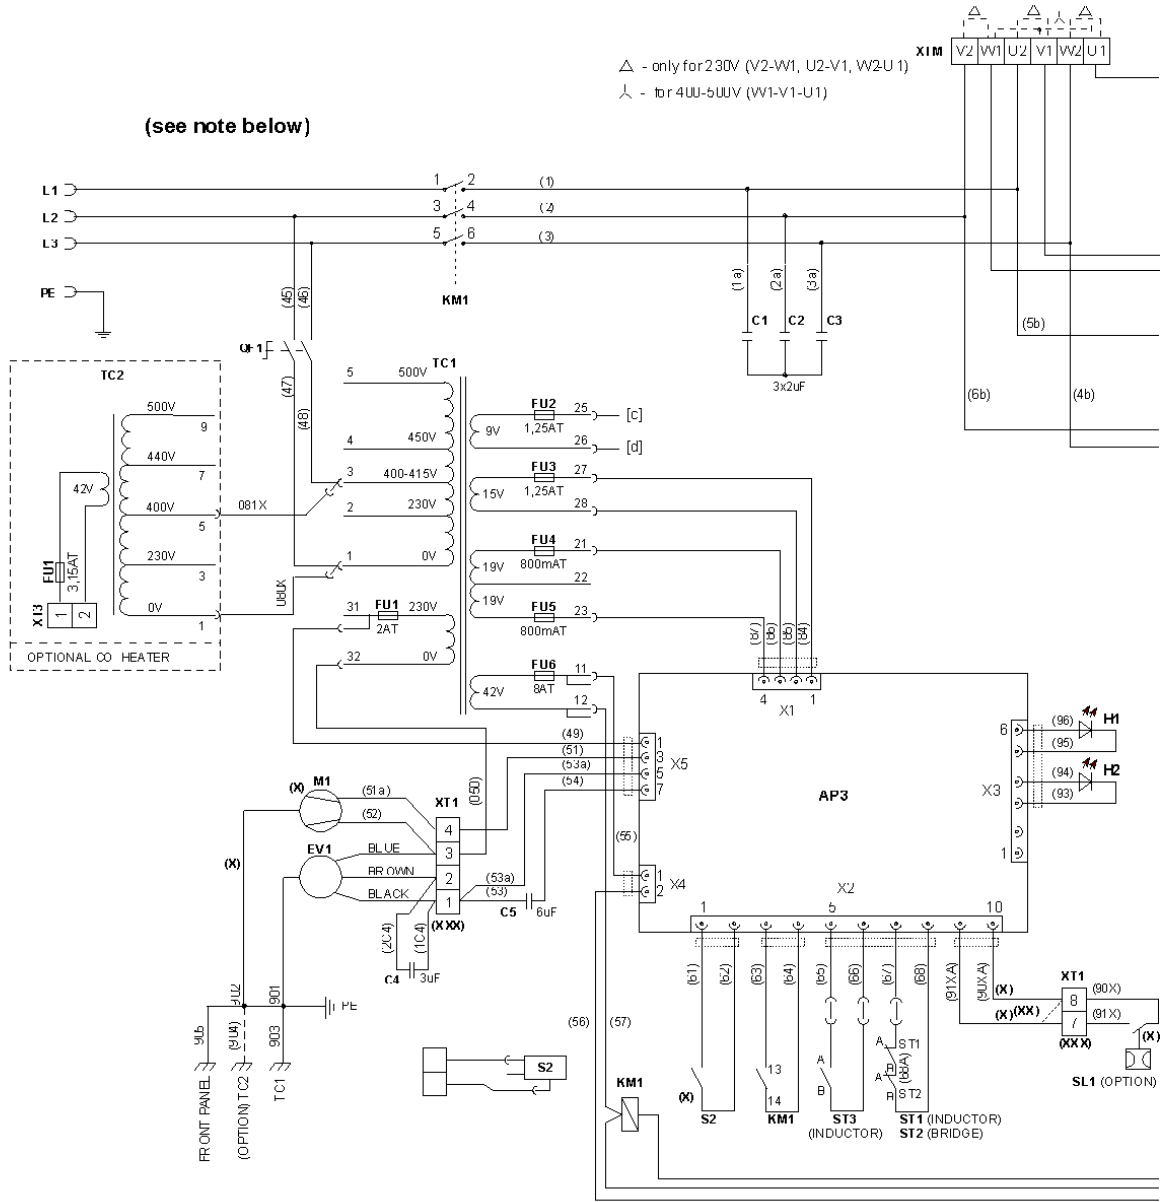 V2 W1 U2 V1 W2 U1
X1M
△ - only for 230V (V2-W1, U2-V1, W2-U1)
- for 400-500V (W1-V1-U1)
(see note below)
L1 1 2 (1)
L2 3 4 (2)
L3 5 6 (3)
PE
KM1
(45) (46)
(1a) (2a) (3a)
C1 C2 C3
3x2uF
(5b)
(6b) (4b)
QF1
(47) (48)
TC2
500V 9
440V 7
400V 5
230V 3
0V 1
42V
FU1 3,15AT
XT3 1 2
OPTIONAL CO HEATER
081X
080X
TC1
5 500V
4 450V
3 400-415V
2 230V
1 0V
31 FU1 230V
2AT
32 0V
9V FU2 25 [c]
1,25AT
26 [d]
15V FU3 27
1,25AT
28
19V FU4 21
800mAT
22
19V FU5 23
800mAT
42V FU6 11
8AT
12
(87) (86) (85) (84)
4 1
X1
(49) 1
(51) 3
(53a) 5
(54) 7
X5
(55)
AP3
6 (96) H1
(95)
(94) H2
(93)
X3
1
1 X4
2
X2
1 5 10
(X) M1
(51a)
(52)
XT1
(050)
4
3
2
1
(XXX)
EV1
BLUE
BROWN
BLACK
(53a)
(53)
C5 6uF
(2C4) (1C4)
C4 3uF
(X)
902 901
PE
905 (904) 903
FRONT PANEL
(OPTION) TC2
TC1
S2
(56) (57)
KM1
(61) (62) (63) (64) (65) (66) (67) (68) (91XA) (90XA)
(X)
S2
13
14
KM1
A
B
ST3
(INDUCTOR)
A ST1
B (68A)
A
B ST2
ST1 (INDUCTOR)
ST2 (BRIDGE)
XT1
(X) 8 (90X)
(X) (XX) 7 (91X)
(XXX)
(X)
SL1 (OPTION)